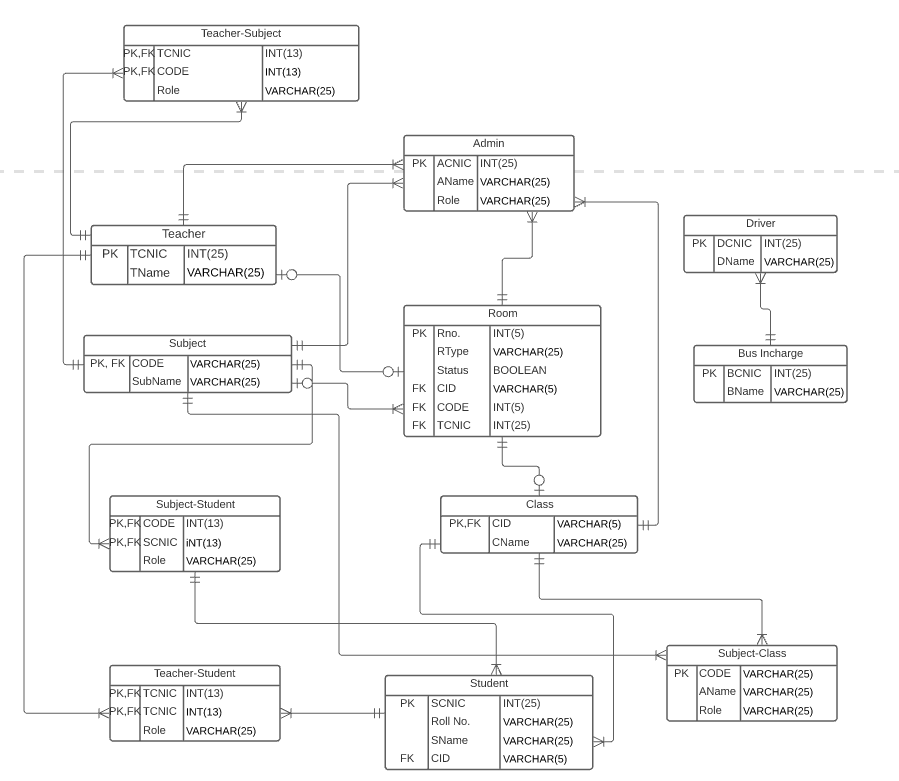 Teacher-Subject
PK,FK TCNIC INT(13)
PK,FK CODE INT(13)
Role VARCHAR(25)
Admin
PK ACNIC INT(25)
AName VARCHAR(25)
Role VARCHAR(25)
Driver
PK DCNIC INT(25)
DName VARCHAR(25)
Teacher
PK TCNIC INT(25)
TName VARCHAR(25)
Room
PK Rno. INT(5)
RType VARCHAR(25)
Status BOOLEAN
FK CID VARCHAR(5)
FK CODE INT(5)
FK TCNIC INT(25)
Subject
PK, FK CODE VARCHAR(25)
SubName VARCHAR(25)
Bus Incharge
PK BCNIC INT(25)
BName VARCHAR(25)
Subject-Student
PK,FK CODE INT(13)
PK,FK SCNIC iNT(13)
Role VARCHAR(25)
Class
PK,FK CID VARCHAR(5)
CName VARCHAR(25)
Subject-Class
PK CODE VARCHAR(25)
AName VARCHAR(25)
Role VARCHAR(25)
Teacher-Student
PK,FK TCNIC INT(13)
PK,FK TCNIC INT(13)
Role VARCHAR(25)
Student
PK SCNIC INT(25)
Roll No. VARCHAR(25)
SName VARCHAR(25)
FK CID VARCHAR(5)